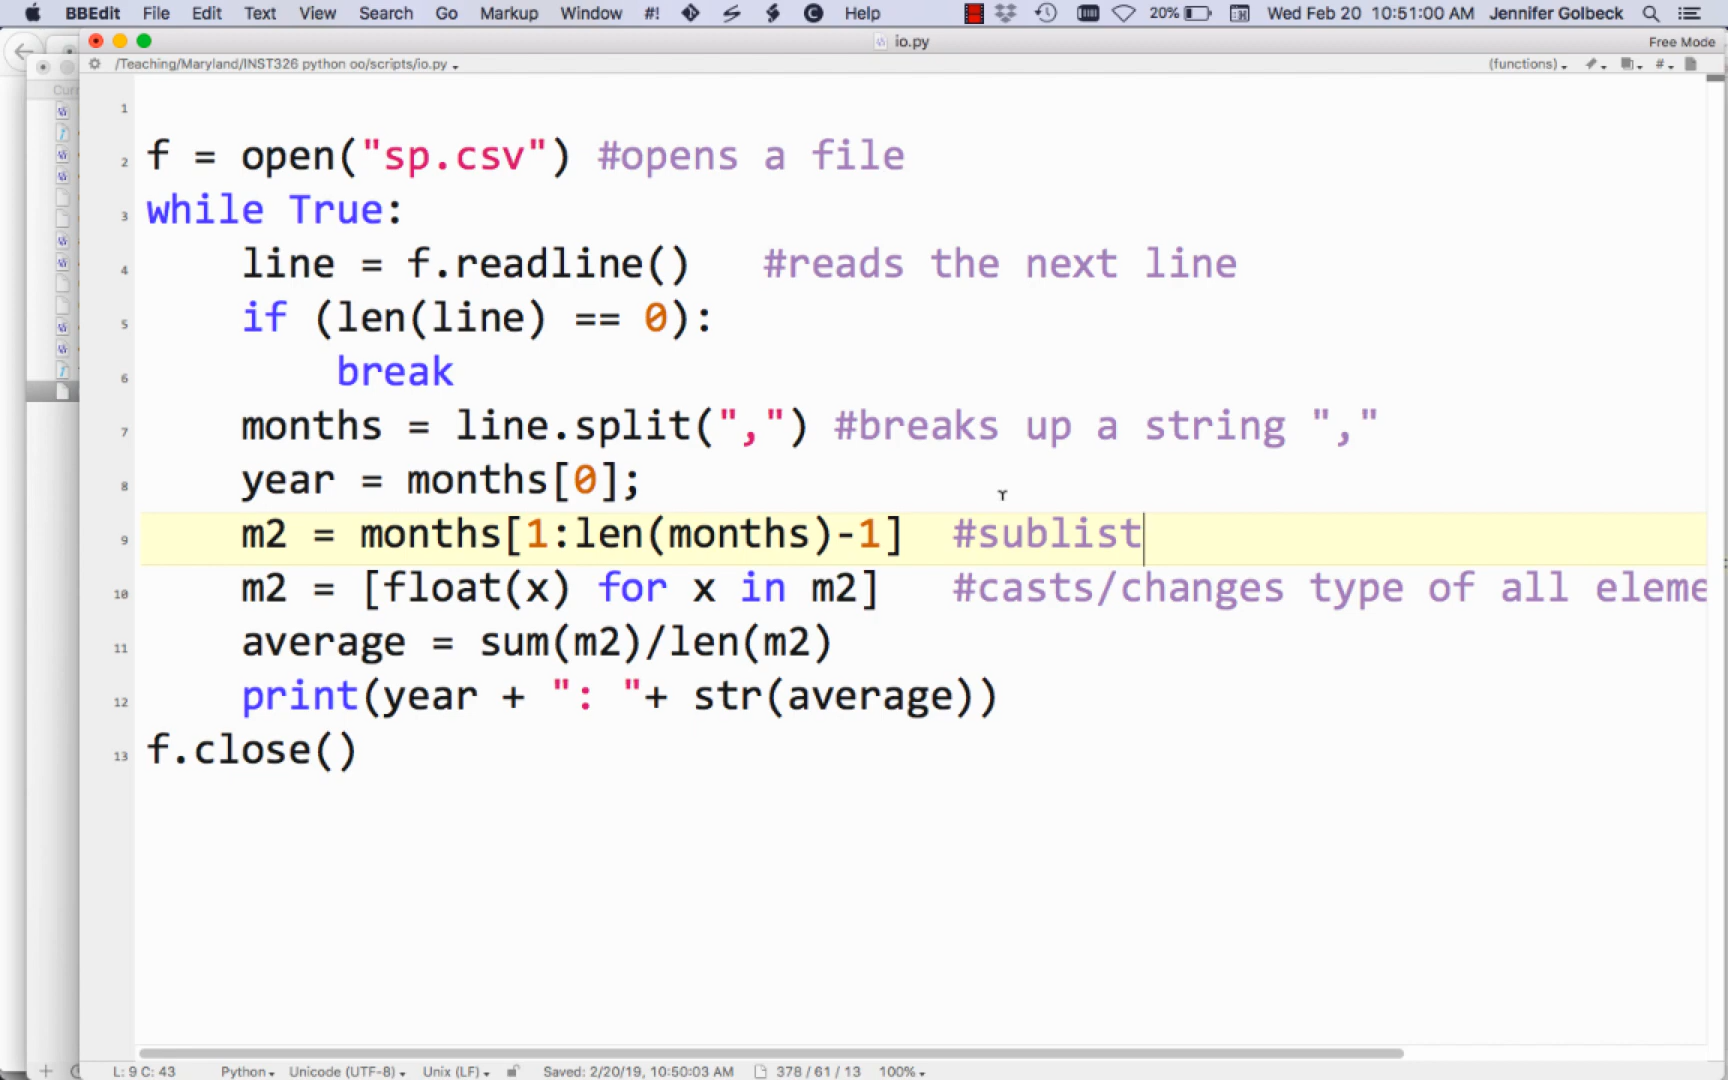 BBEdit File Edit Text View Search Go Markup Window #! Help 20% Wed Feb 20 10:51:00 AM Jennifer Golbeck
io.py Free Mode
/Teaching/Maryland/INST326 python oo/scripts/io.py (functions) #
Curr
1
2 f = open("sp.csv") #opens a file
3 while True:
4 line = f.readline() #reads the next line
5 if (len(line) == 0):
6 break
7 months = line.split(",") #breaks up a string ","
8 year = months[0];
9 m2 = months[1:len(months)-1] #sublist
10 m2 = [float(x) for x in m2] #casts/changes type of all eleme
11 average = sum(m2)/len(m2)
12 print(year + ": "+ str(average))
13 f.close()
L: 9 C: 43 Python Unicode (UTF-8) Unix (LF) Saved: 2/20/19, 10:50:03 AM 378 / 61 / 13 100%